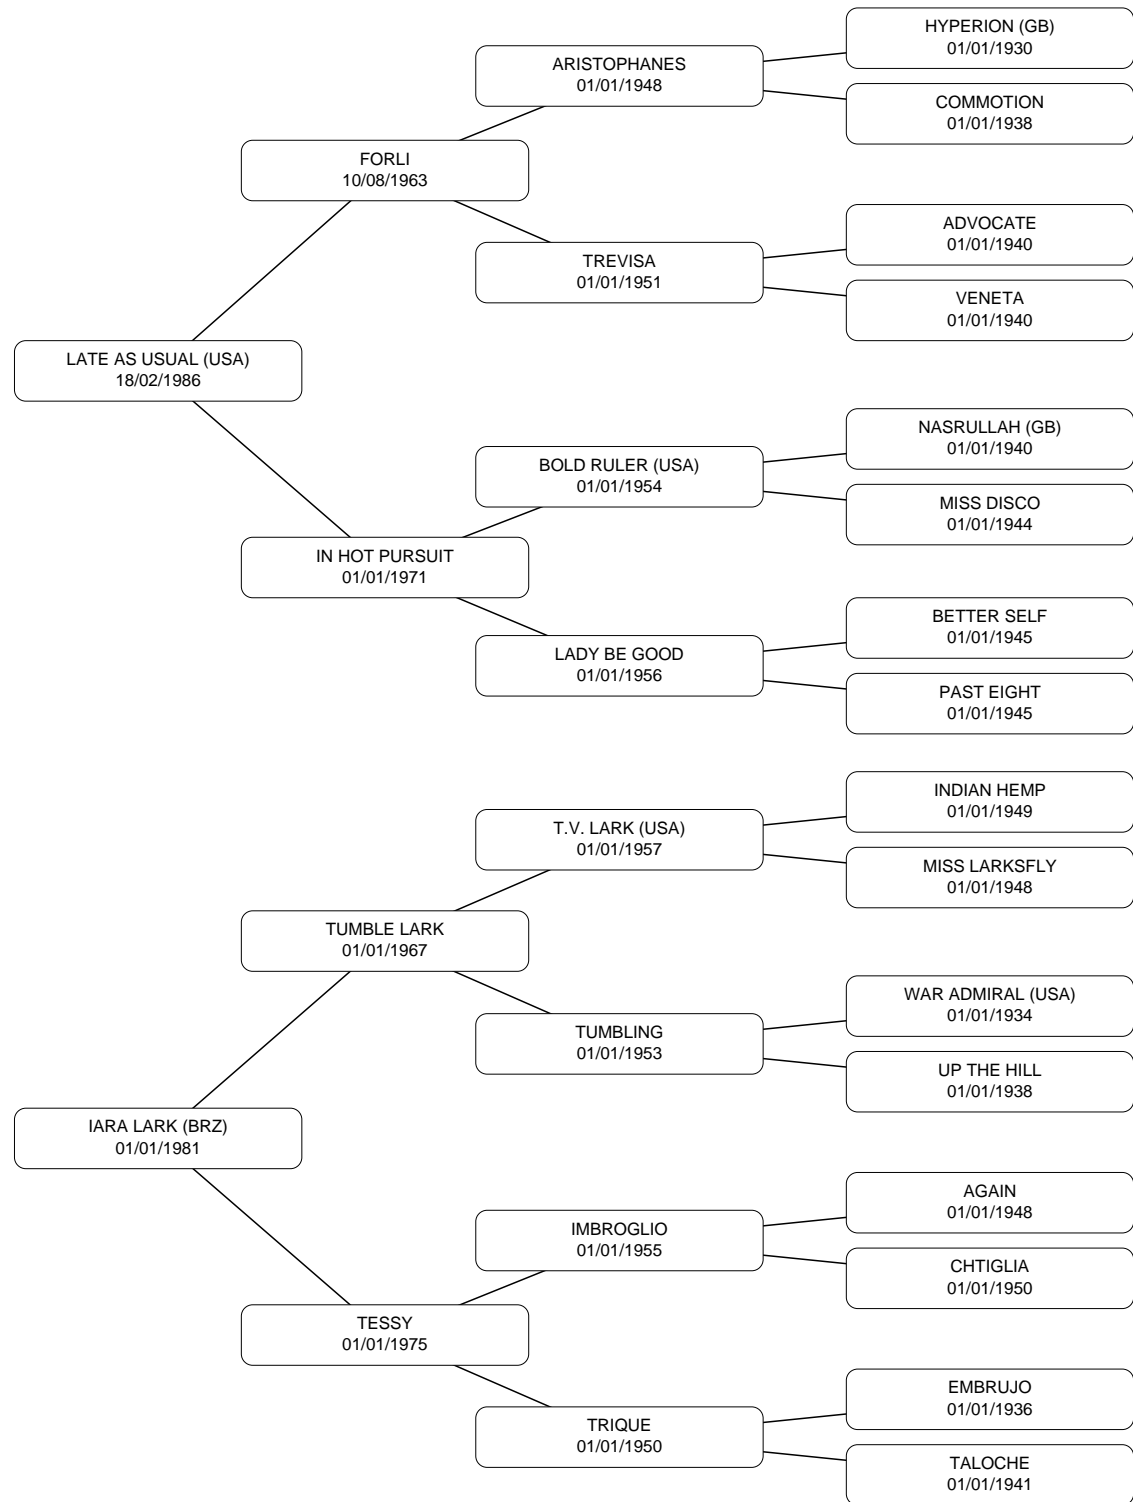 HYPERION (GB)
01/01/1930
ARISTOPHANES
01/01/1948
COMMOTION
01/01/1938
FORLI
10/08/1963
ADVOCATE
01/01/1940
TREVISA
01/01/1951
VENETA
01/01/1940
LATE AS USUAL (USA)
18/02/1986
NASRULLAH (GB)
01/01/1940
BOLD RULER (USA)
01/01/1954
MISS DISCO
01/01/1944
IN HOT PURSUIT
01/01/1971
BETTER SELF
01/01/1945
LADY BE GOOD
01/01/1956
PAST EIGHT
01/01/1945
INDIAN HEMP
01/01/1949
T.V. LARK (USA)
01/01/1957
MISS LARKSFLY
01/01/1948
TUMBLE LARK
01/01/1967
WAR ADMIRAL (USA)
01/01/1934
TUMBLING
01/01/1953
UP THE HILL
01/01/1938
IARA LARK (BRZ)
01/01/1981
AGAIN
01/01/1948
IMBROGLIO
01/01/1955
CHTIGLIA
01/01/1950
TESSY
01/01/1975
EMBRUJO
01/01/1936
TRIQUE
01/01/1950
TALOCHE
01/01/1941